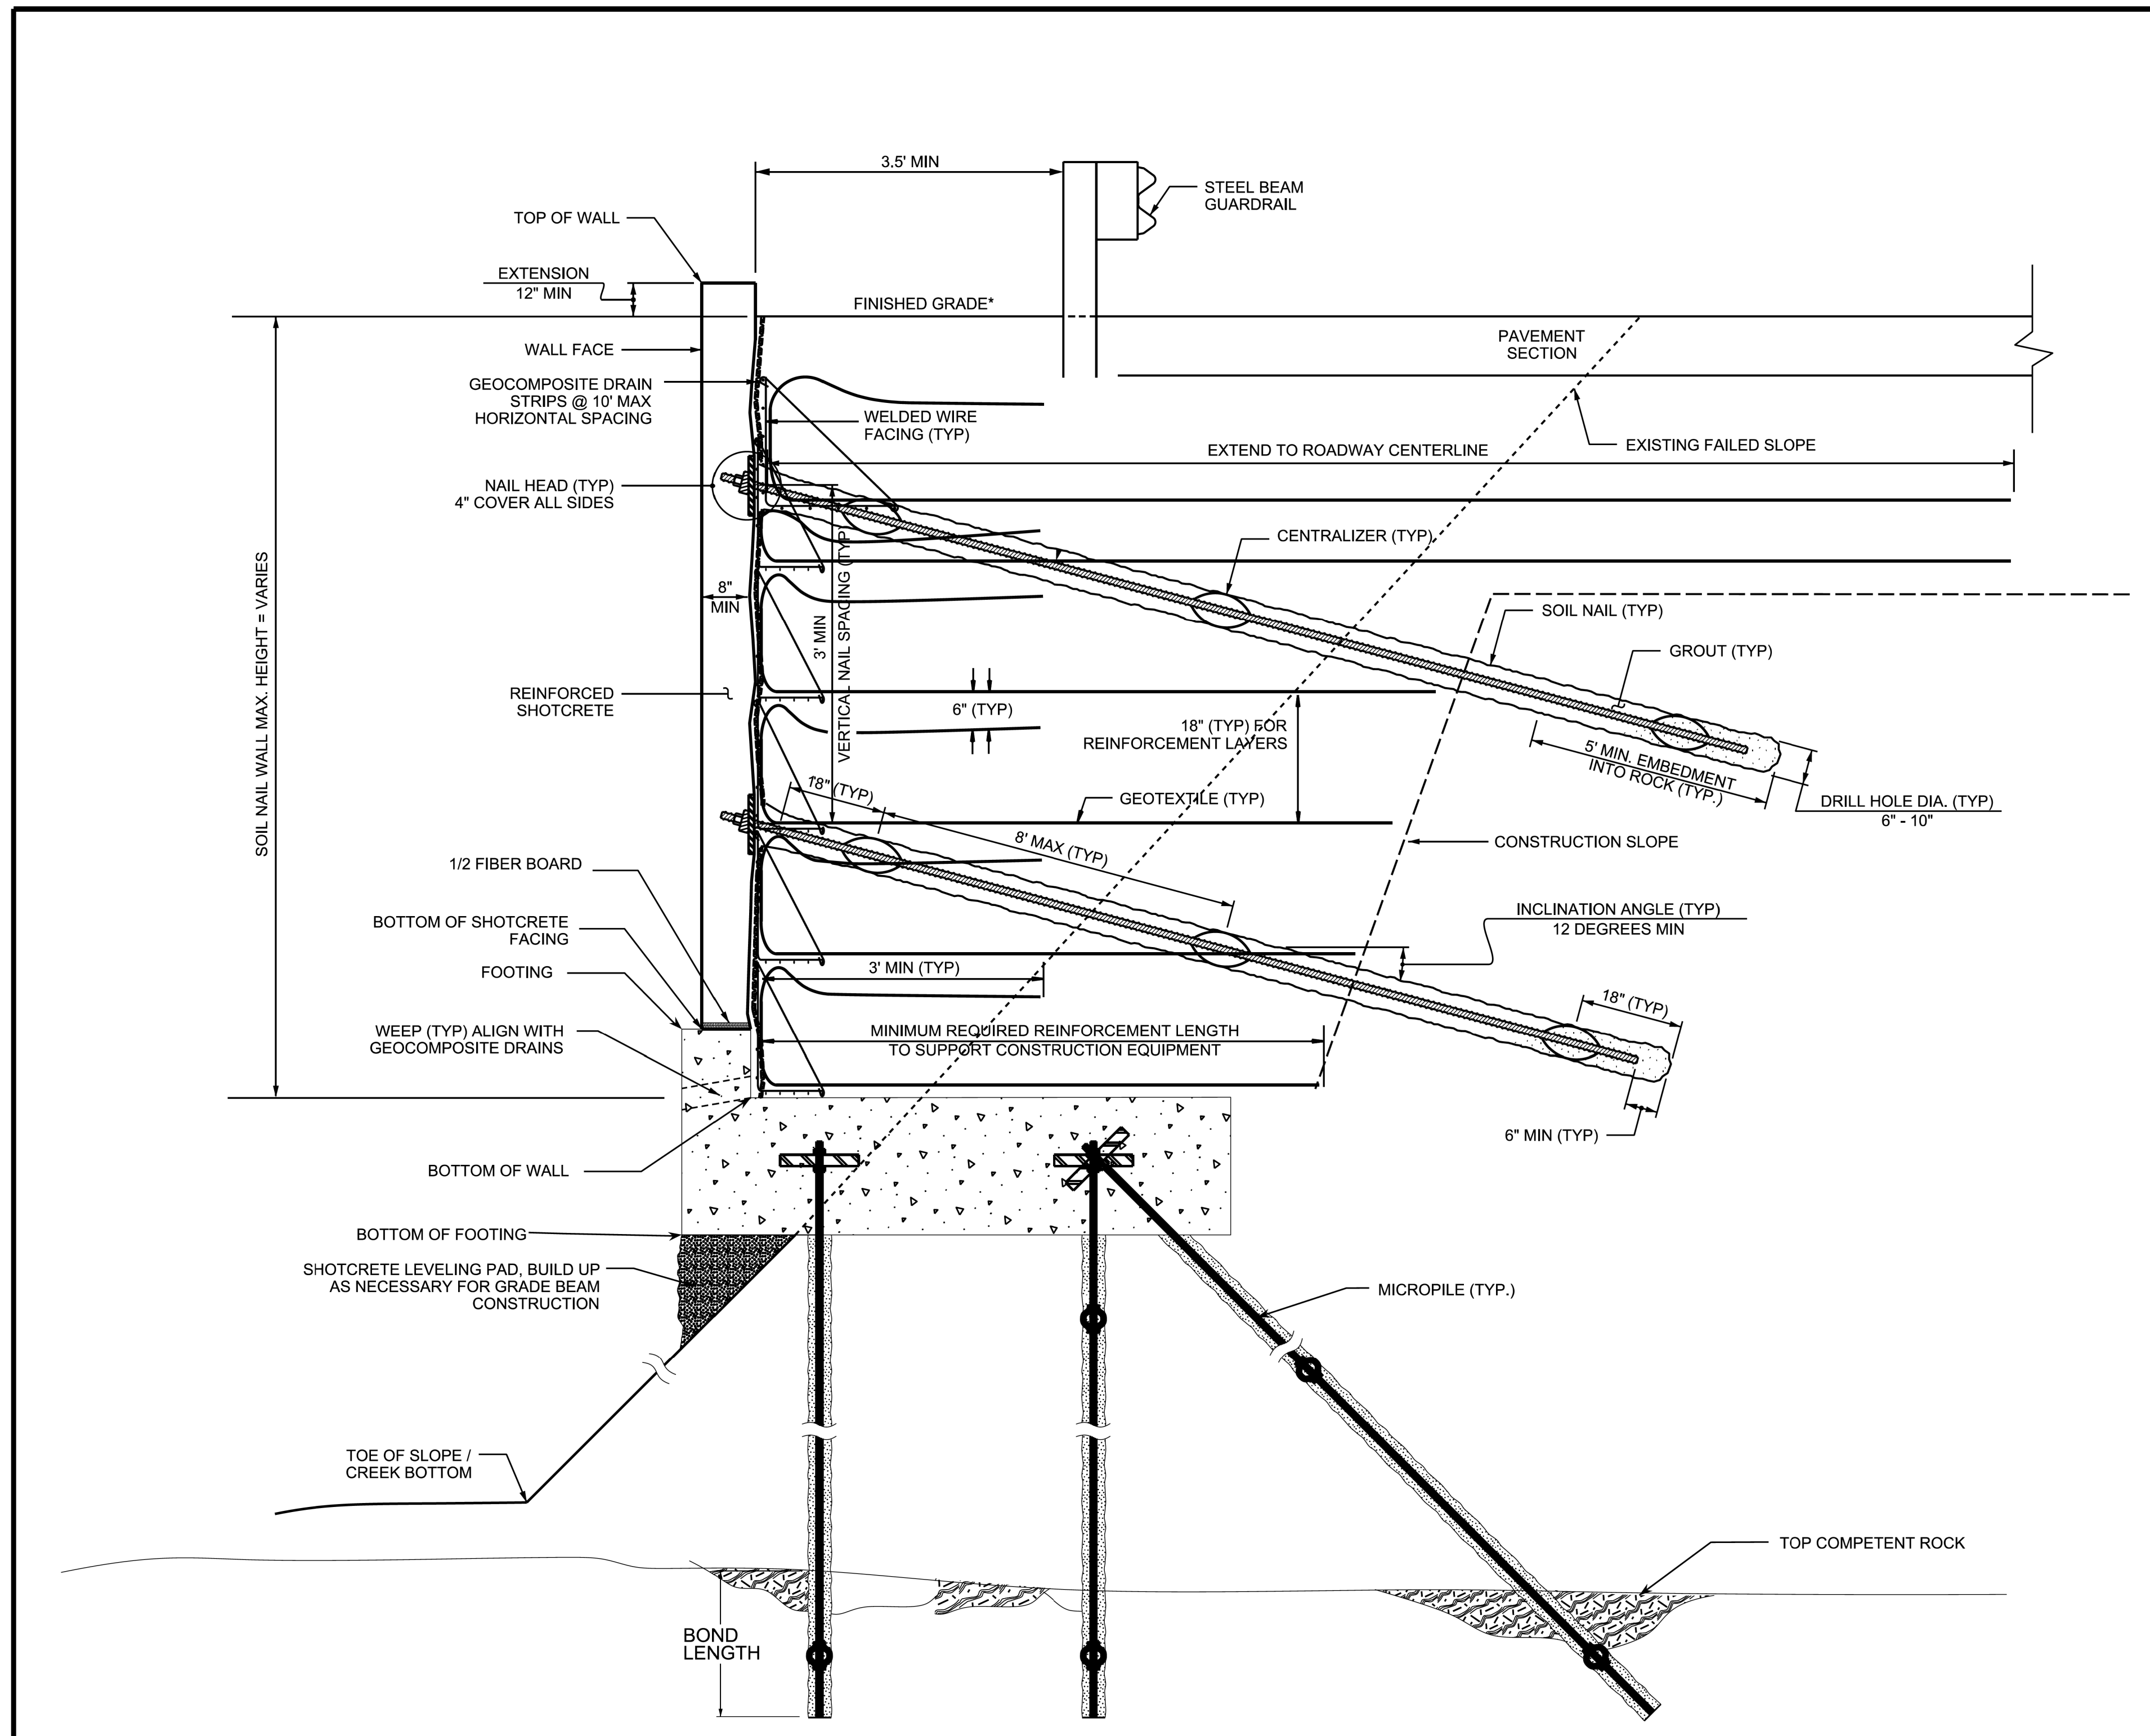 3.5' MIN
STEEL BEAM
GUARDRAIL
TOP OF WALL
EXTENSION
12" MIN
FINISHED GRADE*
WALL FACE
PAVEMENT
SECTION
GEOCOMPOSITE DRAIN
STRIPS @ 10' MAX
HORIZONTAL SPACING
WELDED WIRE
FACING (TYP)
EXISTING FAILED SLOPE
EXTEND TO ROADWAY CENTERLINE
NAIL HEAD (TYP)
4" COVER ALL SIDES
CENTRALIZER (TYP)
SOIL NAIL WALL MAX. HEIGHT = VARIES
8"
MIN
3' MIN
VERTICAL NAIL SPACING (TYP)
SOIL NAIL (TYP)
GROUT (TYP)
REINFORCED
SHOTCRETE
6" (TYP)
18" (TYP) FOR
REINFORCEMENT LAYERS
5' MIN. EMBEDMENT
INTO ROCK (TYP.)
18" (TYP)
GEOTEXTILE (TYP)
DRILL HOLE DIA. (TYP)
6" - 10"
8' MAX (TYP)
CONSTRUCTION SLOPE
1/2 FIBER BOARD
BOTTOM OF SHOTCRETE
FACING
INCLINATION ANGLE (TYP)
12 DEGREES MIN
FOOTING
3' MIN (TYP)
18" (TYP)
WEEP (TYP) ALIGN WITH
GEOCOMPOSITE DRAINS
MINIMUM REQUIRED REINFORCEMENT LENGTH
TO SUPPORT CONSTRUCTION EQUIPMENT
6" MIN (TYP)
BOTTOM OF WALL
BOTTOM OF FOOTING
SHOTCRETE LEVELING PAD, BUILD UP
AS NECESSARY FOR GRADE BEAM
CONSTRUCTION
MICROPILE (TYP.)
TOE OF SLOPE /
CREEK BOTTOM
TOP COMPETENT ROCK
BOND
LENGTH